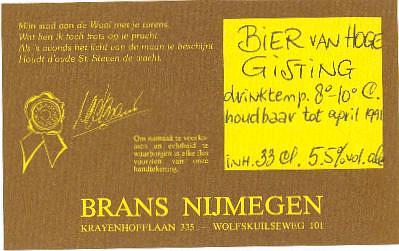 Mijn stad aan de Waal met je torens.
Wat ben ik toch trots op je pracht
Als 's avonds het licht van de maan je beschijnt
Houdt d'oude St. Steven de wacht.
BIER VAN HOGE
GISTING
drinktemp. 8°-10° C.
houdbaar tot april 1991
INH. 33 Cl. 5.5% vol. alc
Om namaak te voorko-
men en echtheid te
waarborgen is elke fles
voorzien van onze
handtekening.
BRANS NIJMEGEN
KRAYENHOFFLAAN 335 — WOLFSKUILSEWEG 101